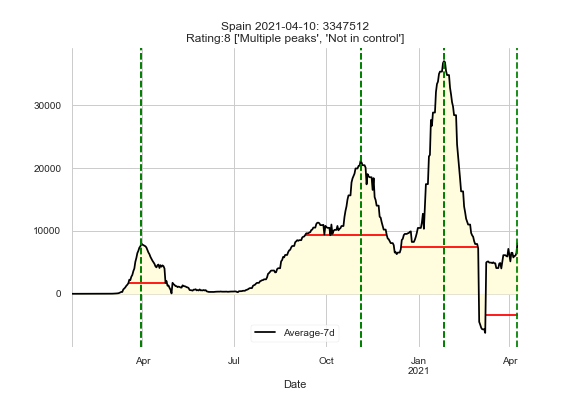 Spain 2021-04-10: 3347512
Rating:8 ['Multiple peaks', 'Not in control']
30000
20000
10000
0
Average-7d
Apr
Jul
Oct
Jan
2021
Apr
Date